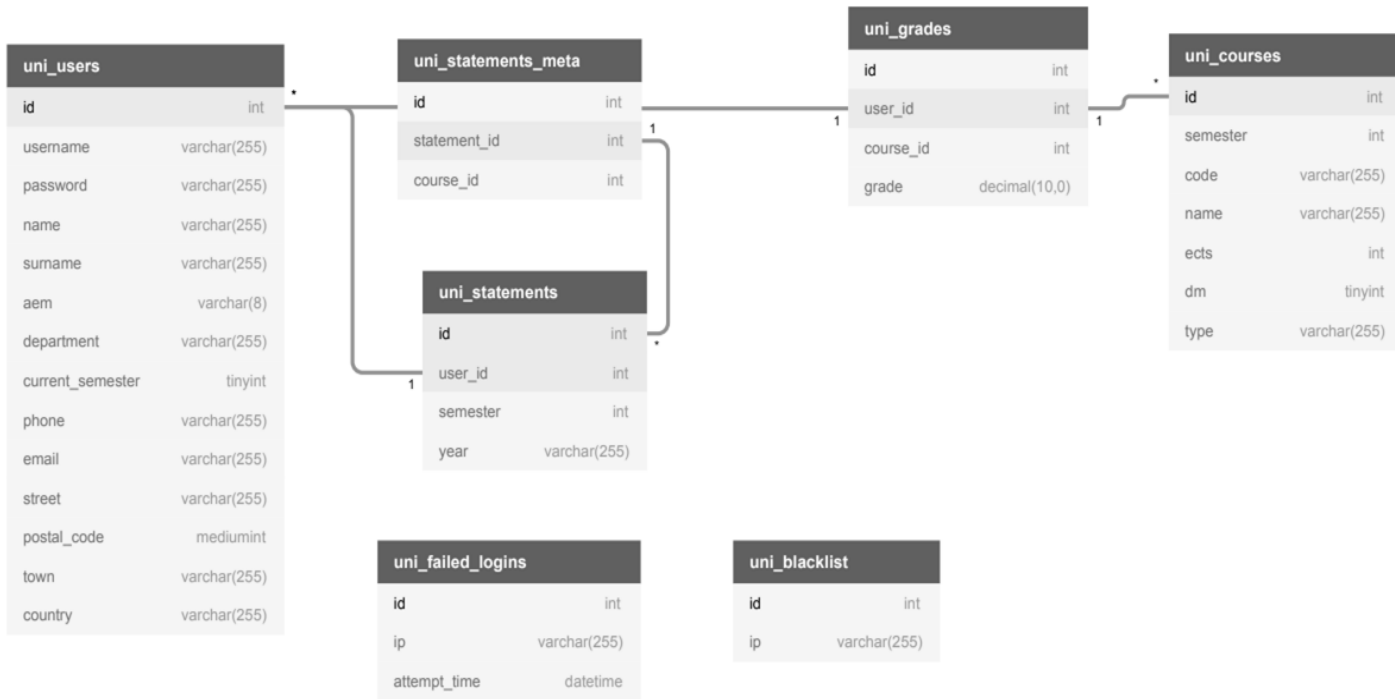 uni_users
id int
username varchar(255)
password varchar(255)
name varchar(255)
surname varchar(255)
aem varchar(8)
department varchar(255)
current_semester tinyint
phone varchar(255)
email varchar(255)
street varchar(255)
postal_code mediumint
town varchar(255)
country varchar(255)
*
1
uni_statements_meta
id int
statement_id int
course_id int
1
1
uni_statements
id int
user_id int
semester int
year varchar(255)
*
uni_grades
id int
user_id int
course_id int
grade decimal(10,0)
1
*
uni_courses
id int
semester int
code varchar(255)
name varchar(255)
ects int
dm tinyint
type varchar(255)
uni_failed_logins
id int
ip varchar(255)
attempt_time datetime
uni_blacklist
id int
ip varchar(255)